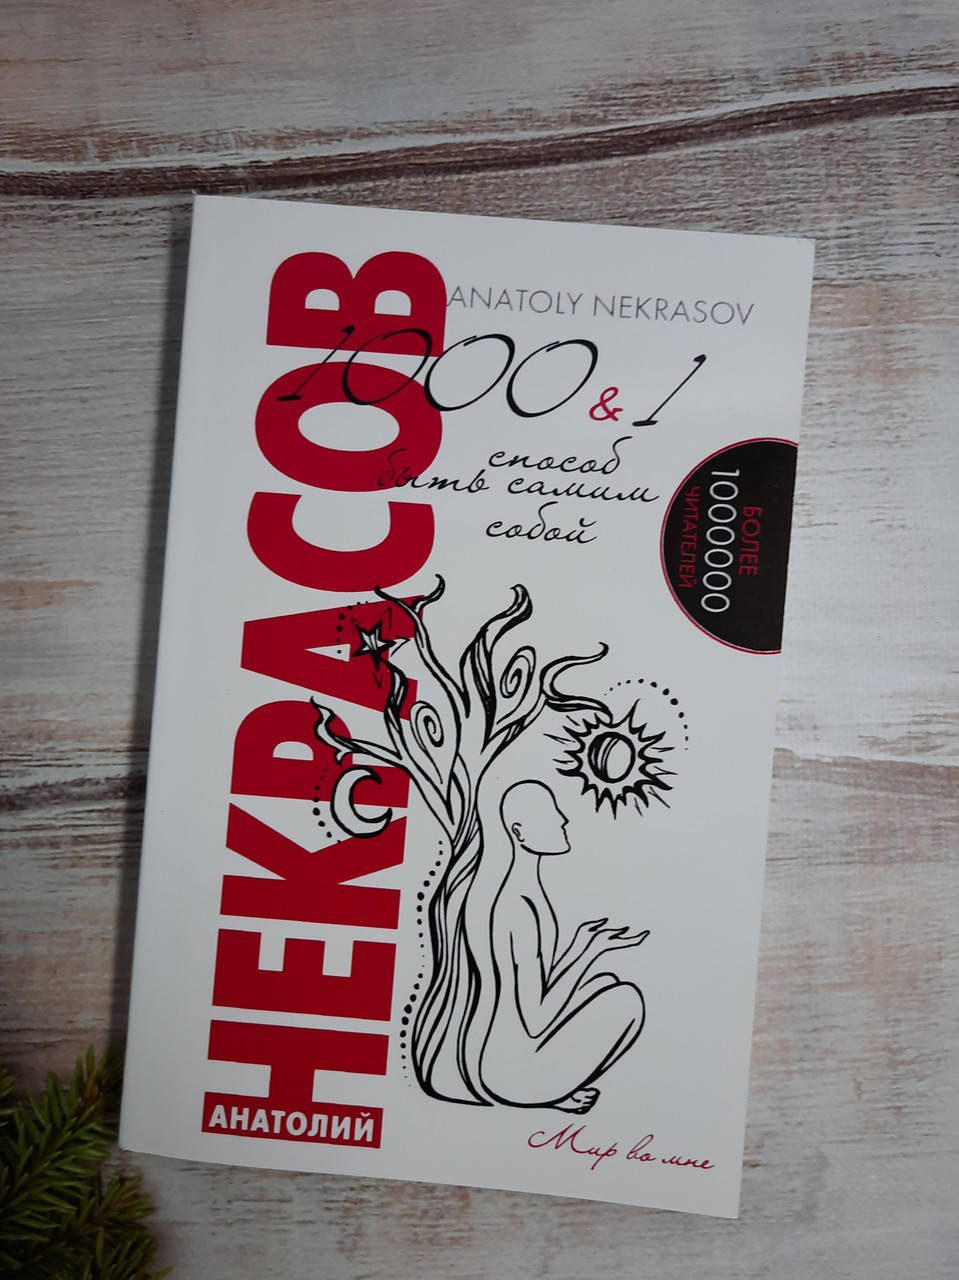 ANATOLY NEKRASOV
1000 & 1
способ
быть самим
собой
БОЛЕЕ
1000000
ЧИТАТЕЛЕЙ
НЕКРАСОВ
АНАТОЛИЙ
Мир во мне